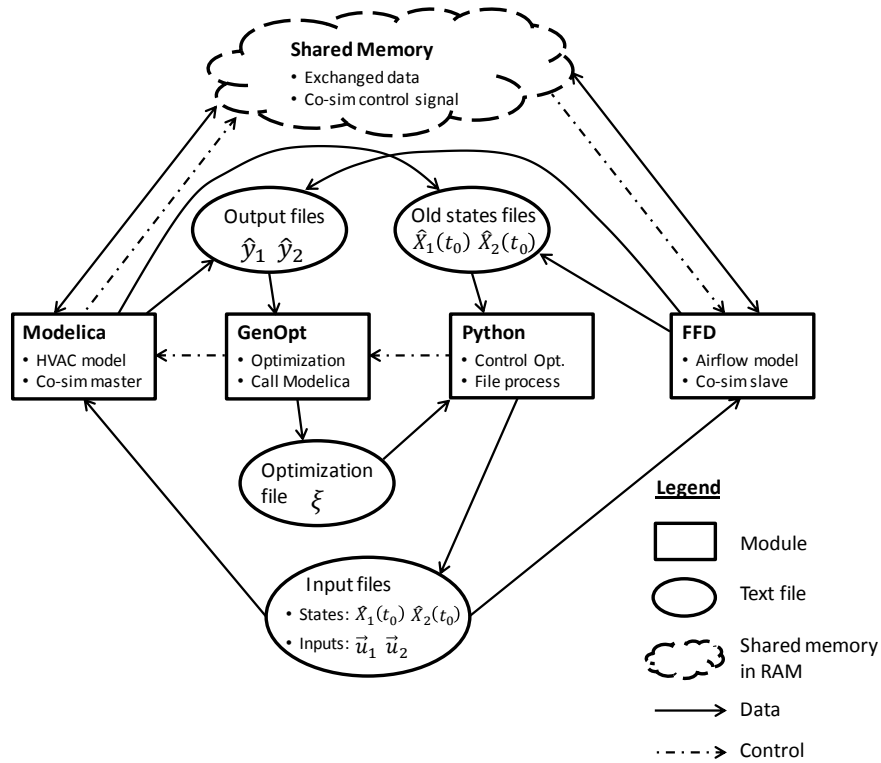 Shared Memory
• Exchanged data
• Co-sim control signal
Output files
ŷ₁ ŷ₂
Old states files
X̂₁(t₀) X̂₂(t₀)
Modelica
• HVAC model
• Co-sim master
GenOpt
• Optimization
• Call Modelica
Python
• Control Opt.
• File process
FFD
• Airflow model
• Co-sim slave
Optimization
file ξ
Input files
• States: X̂₁(t₀) X̂₂(t₀)
• Inputs: u⃗₁ u⃗₂
Legend
Module
Text file
Shared memory
in RAM
Data
Control